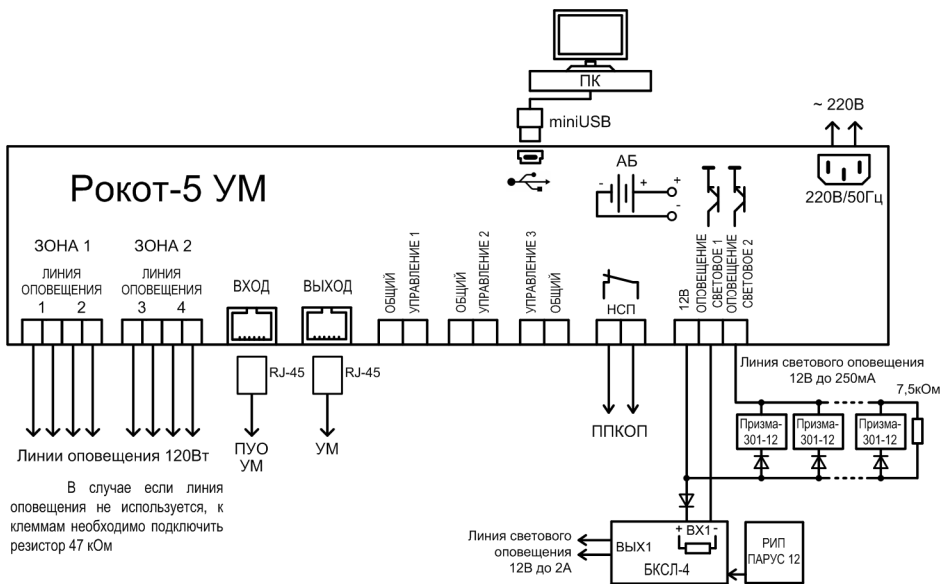 ПК
miniUSB
~ 220В
Рокот-5 УМ
АБ
- + +
-
220В/50Гц
ЗОНА 1
ЗОНА 2
ЛИНИЯ
ОПОВЕЩЕНИЯ
1 2
ЛИНИЯ
ОПОВЕЩЕНИЯ
3 4
ВХОД
ВЫХОД
ОБЩИЙ
УПРАВЛЕНИЕ 1
ОБЩИЙ
УПРАВЛЕНИЕ 2
УПРАВЛЕНИЕ 3
ОБЩИЙ
НСП
12В
ОПОВЕЩЕНИЕ
СВЕТОВОЕ 1
ОПОВЕЩЕНИЕ
СВЕТОВОЕ 2
RJ-45
RJ-45
Линия светового оповещения
12В до 250мА
7,5кОм
Призма-
301-12
Призма-
301-12
Призма-
301-12
Линии оповещения 120Вт
ПУО
УМ
УМ
ППКОП
В случае если линия
оповещения не используется, к
клеммам необходимо подключить
резистор 47 кОм
Линия светового
оповещения
12В до 2А
ВЫХ1
+ ВХ1 -
БКСЛ-4
РИП
ПАРУС 12